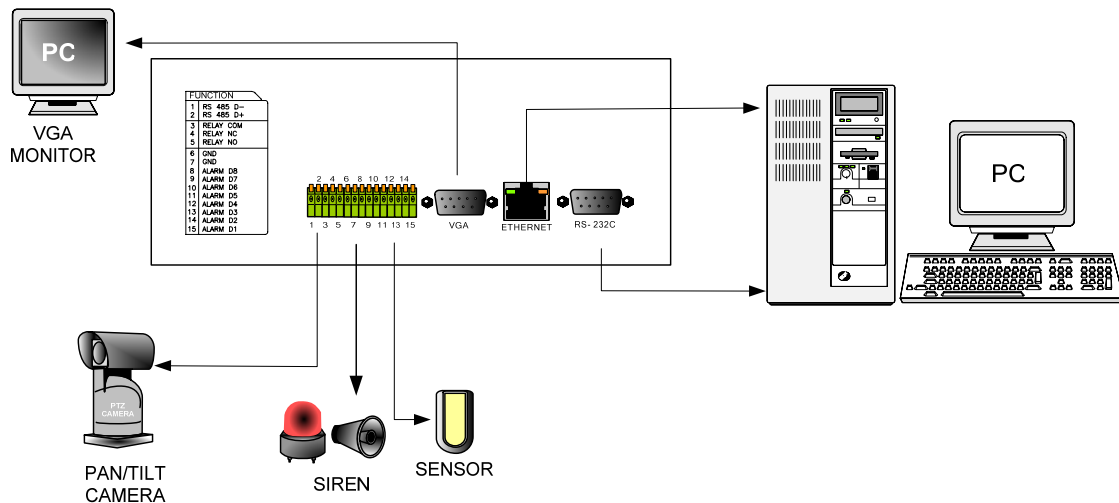 PC
VGA
MONITOR
FUNCTION
1 RS 485 D-
2 RS 485 D+
3 RELAY COM
4 RELAY NC
5 RELAY NO
6 GND
7 GND
8 ALARM D8
9 ALARM D7
10 ALARM D6
11 ALARM D5
12 ALARM D4
13 ALARM D3
14 ALARM D2
15 ALARM D1
2 4 6 8 10 12 14
1 3 5 7 9 11 13 15
VGA
ETHERNET
RS-232C
PC
PTZ
CAMERA
PAN/TILT
CAMERA
SIREN
SENSOR